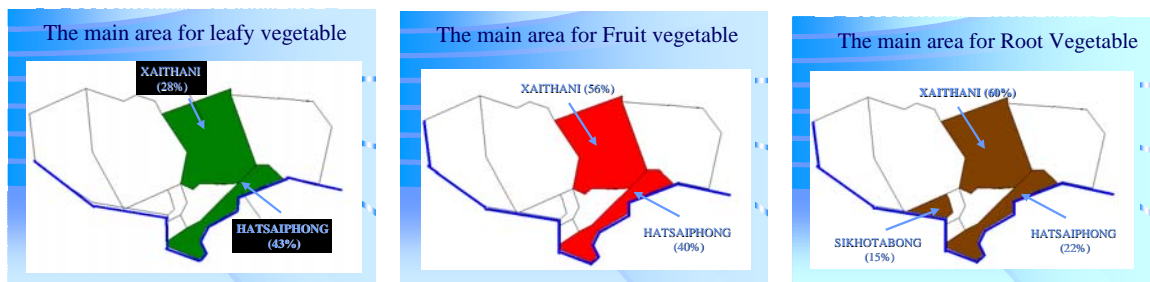 The main area for leafy vegetable
XAITHANI
(28%)
HATSAIPHONG
(43%)
The main area for Fruit vegetable
XAITHANI (56%)
HATSAIPHONG
(40%)
The main area for Root Vegetable
XAITHANI (60%)
SIKHOTABONG
(15%)
HATSAIPHONG
(22%)